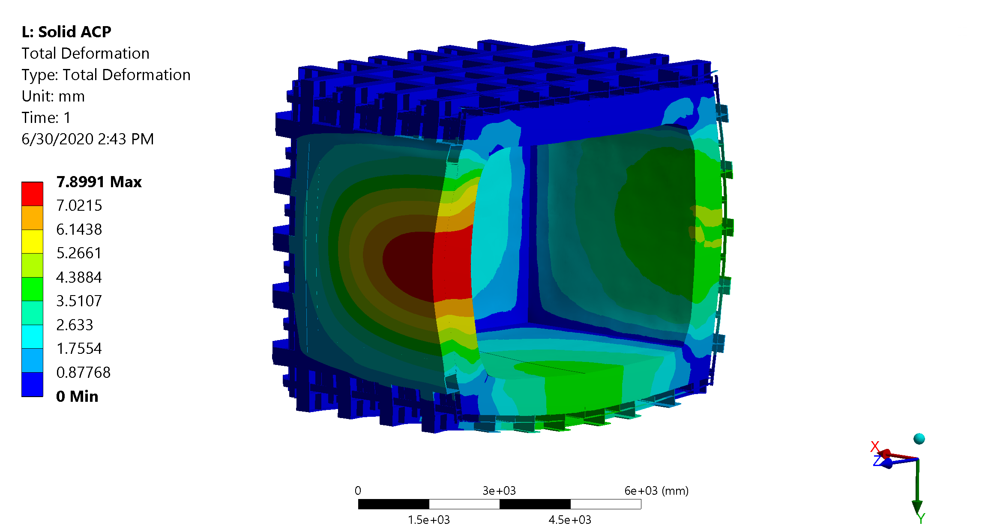 L: Solid ACP
Total Deformation
Type: Total Deformation
Unit: mm
Time: 1
6/30/2020 2:43 PM
7.8991 Max
7.0215
6.1438
5.2661
4.3884
3.5107
2.633
1.7554
0.87768
0 Min
X
Z
Y
0 3e+03 6e+03 (mm)
1.5e+03 4.5e+03